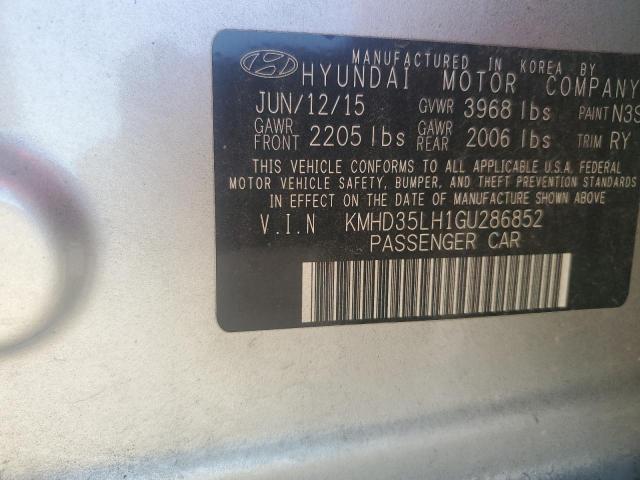 MANUFACTURED IN KOREA BY
HYUNDAI MOTOR COMPANY
JUN/12/15 GVWR 3968 lbs PAINT N3S
GAWR FRONT 2205 lbs GAWR REAR 2006 lbs TRIM RY
THIS VEHICLE CONFORMS TO ALL APPLICABLE U.S.A. FEDERAL
MOTOR VEHICLE SAFETY, BUMPER, AND THEFT PREVENTION STANDARDS
IN EFFECT ON THE DATE OF MANUFACTURE SHOWN ABOVE
V.I.N KMHD35LH1GU286852
PASSENGER CAR